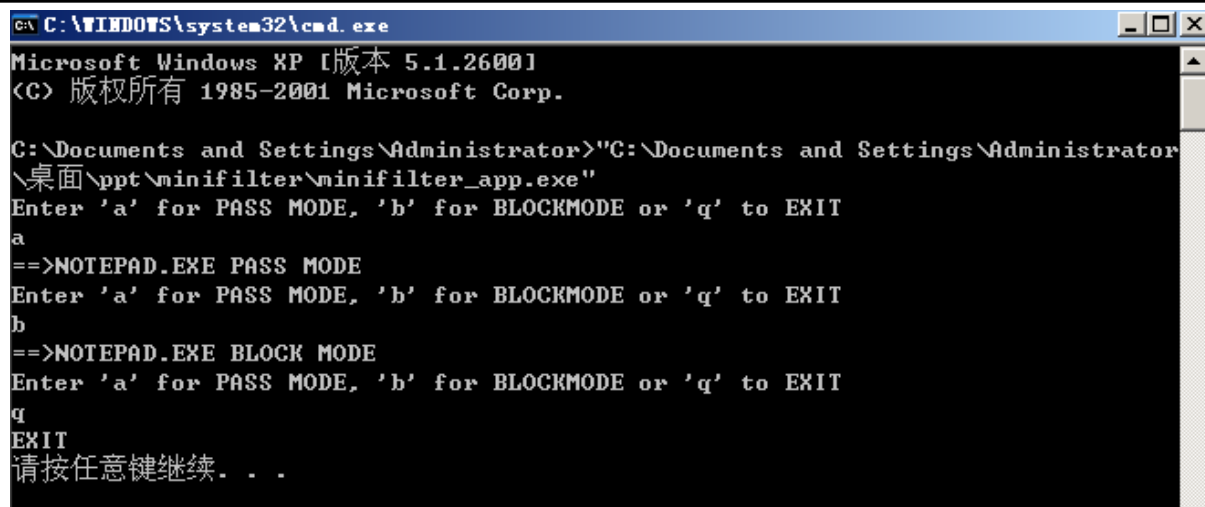 C:\WINDOWS\system32\cmd.exe
Microsoft Windows XP [版本 5.1.2600]
(C) 版权所有 1985-2001 Microsoft Corp.
C:\Documents and Settings\Administrator>"C:\Documents and Settings\Administrator
\桌面\ppt\minifilter\minifilter_app.exe"
Enter 'a' for PASS MODE, 'b' for BLOCKMODE or 'q' to EXIT
a
==>NOTEPAD.EXE PASS MODE
Enter 'a' for PASS MODE, 'b' for BLOCKMODE or 'q' to EXIT
b
==>NOTEPAD.EXE BLOCK MODE
Enter 'a' for PASS MODE, 'b' for BLOCKMODE or 'q' to EXIT
q
EXIT
请按任意键继续. . .